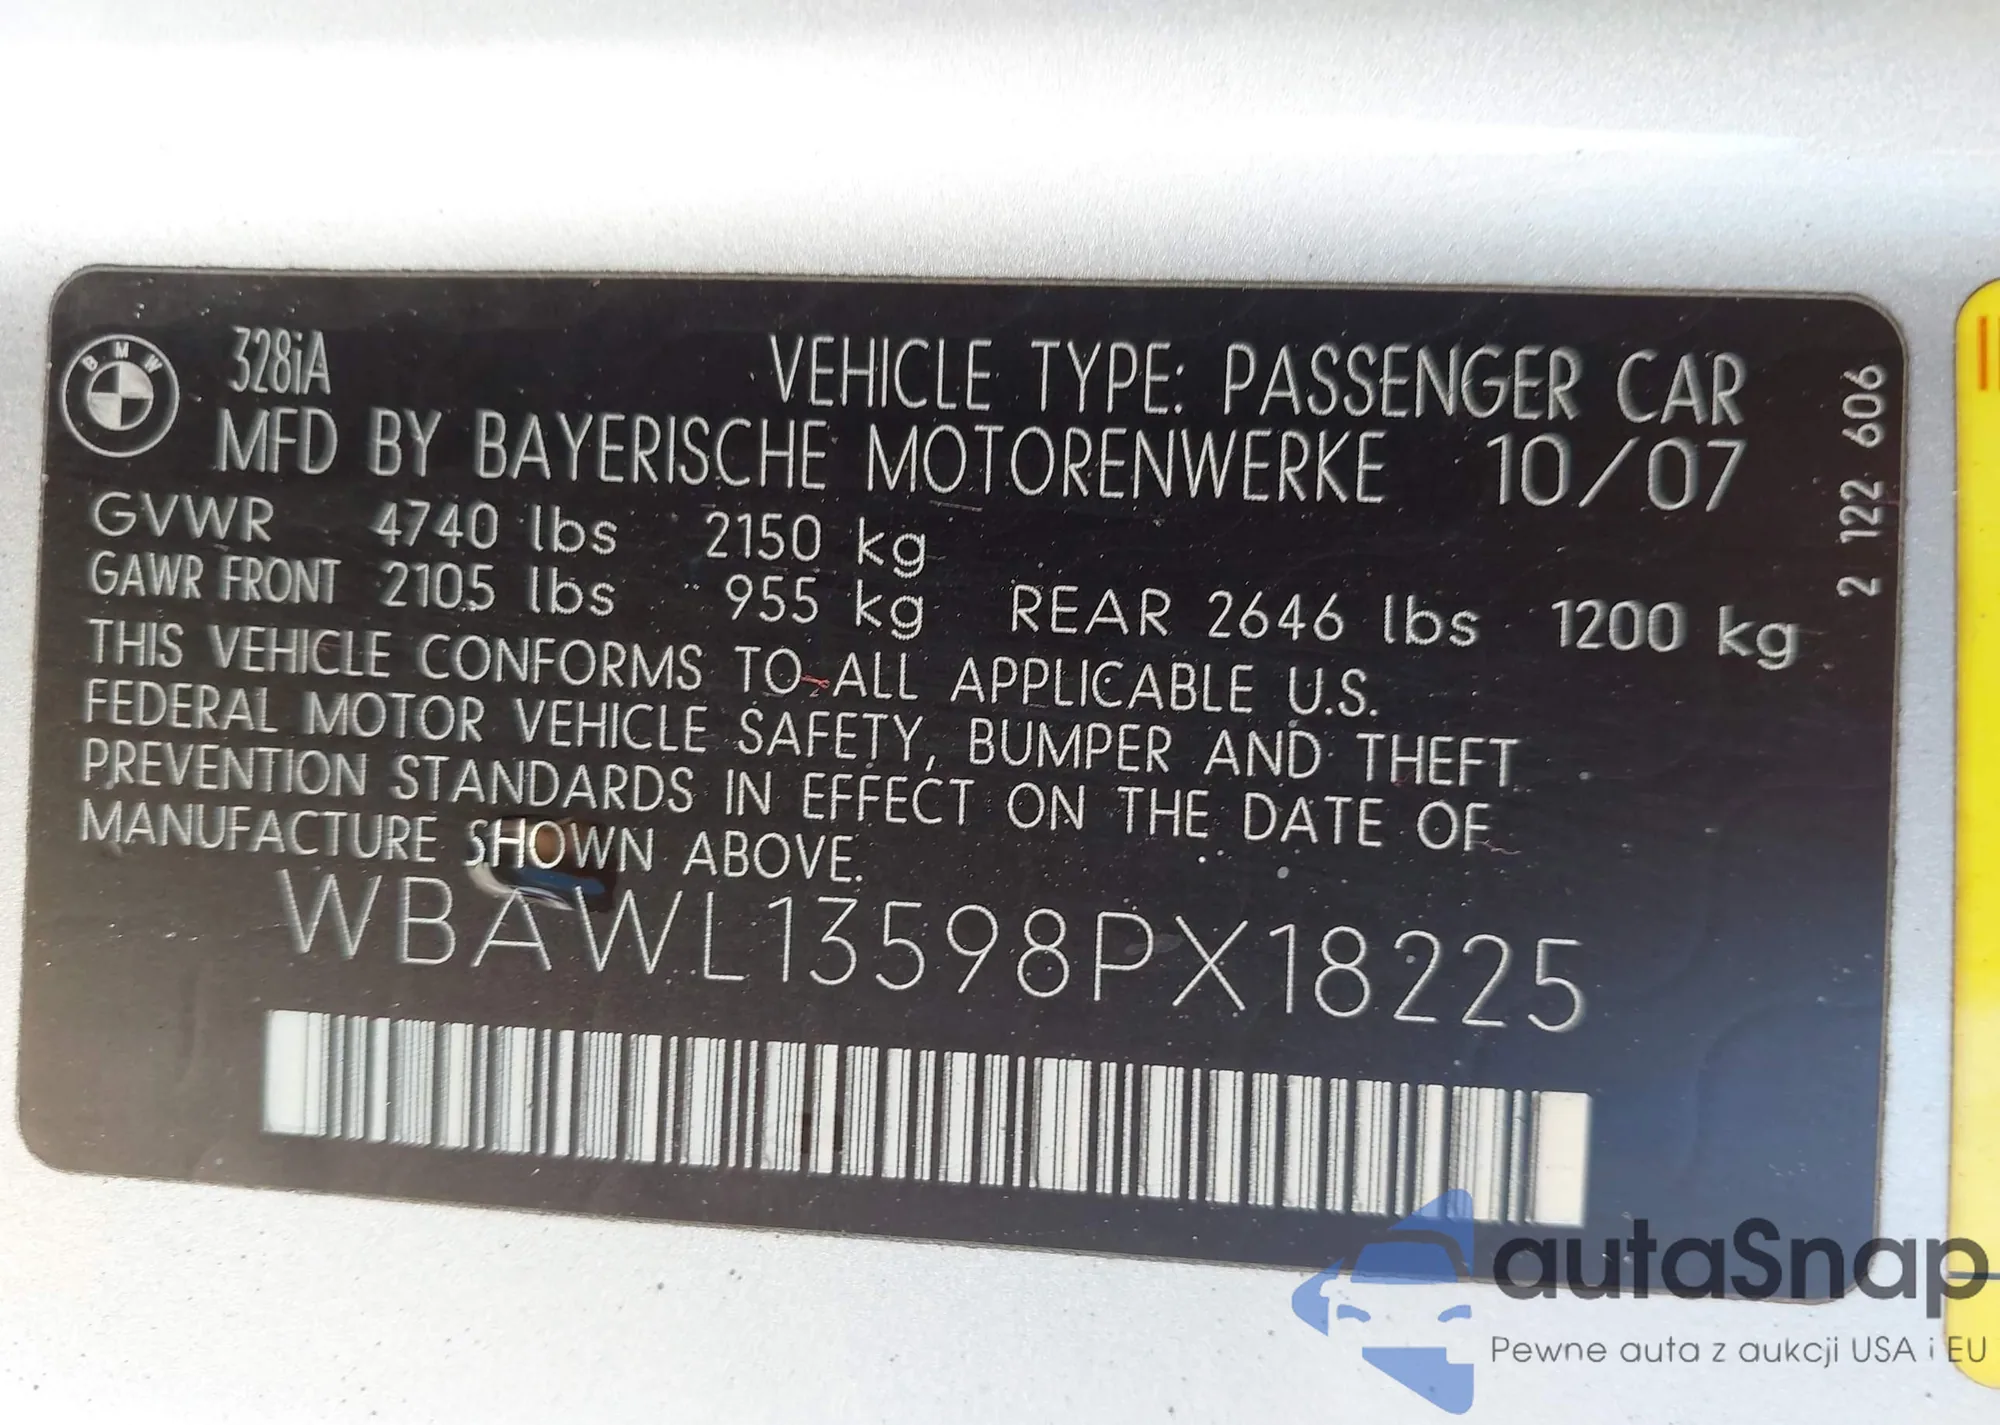 BMW
328iA
VEHICLE TYPE: PASSENGER CAR
MFD BY BAYERISCHE MOTORENWERKE 10/07
GVWR 4740 lbs 2150 kg
GAWR FRONT 2105 lbs 955 kg REAR 2646 lbs 1200 kg
THIS VEHICLE CONFORMS TO ALL APPLICABLE U.S.
FEDERAL MOTOR VEHICLE SAFETY, BUMPER AND THEFT
PREVENTION STANDARDS IN EFFECT ON THE DATE OF
MANUFACTURE SHOWN ABOVE.
WBAWL13598PX18225
2 122 606
autaSnap
Pewne auta z aukcji USA i EU